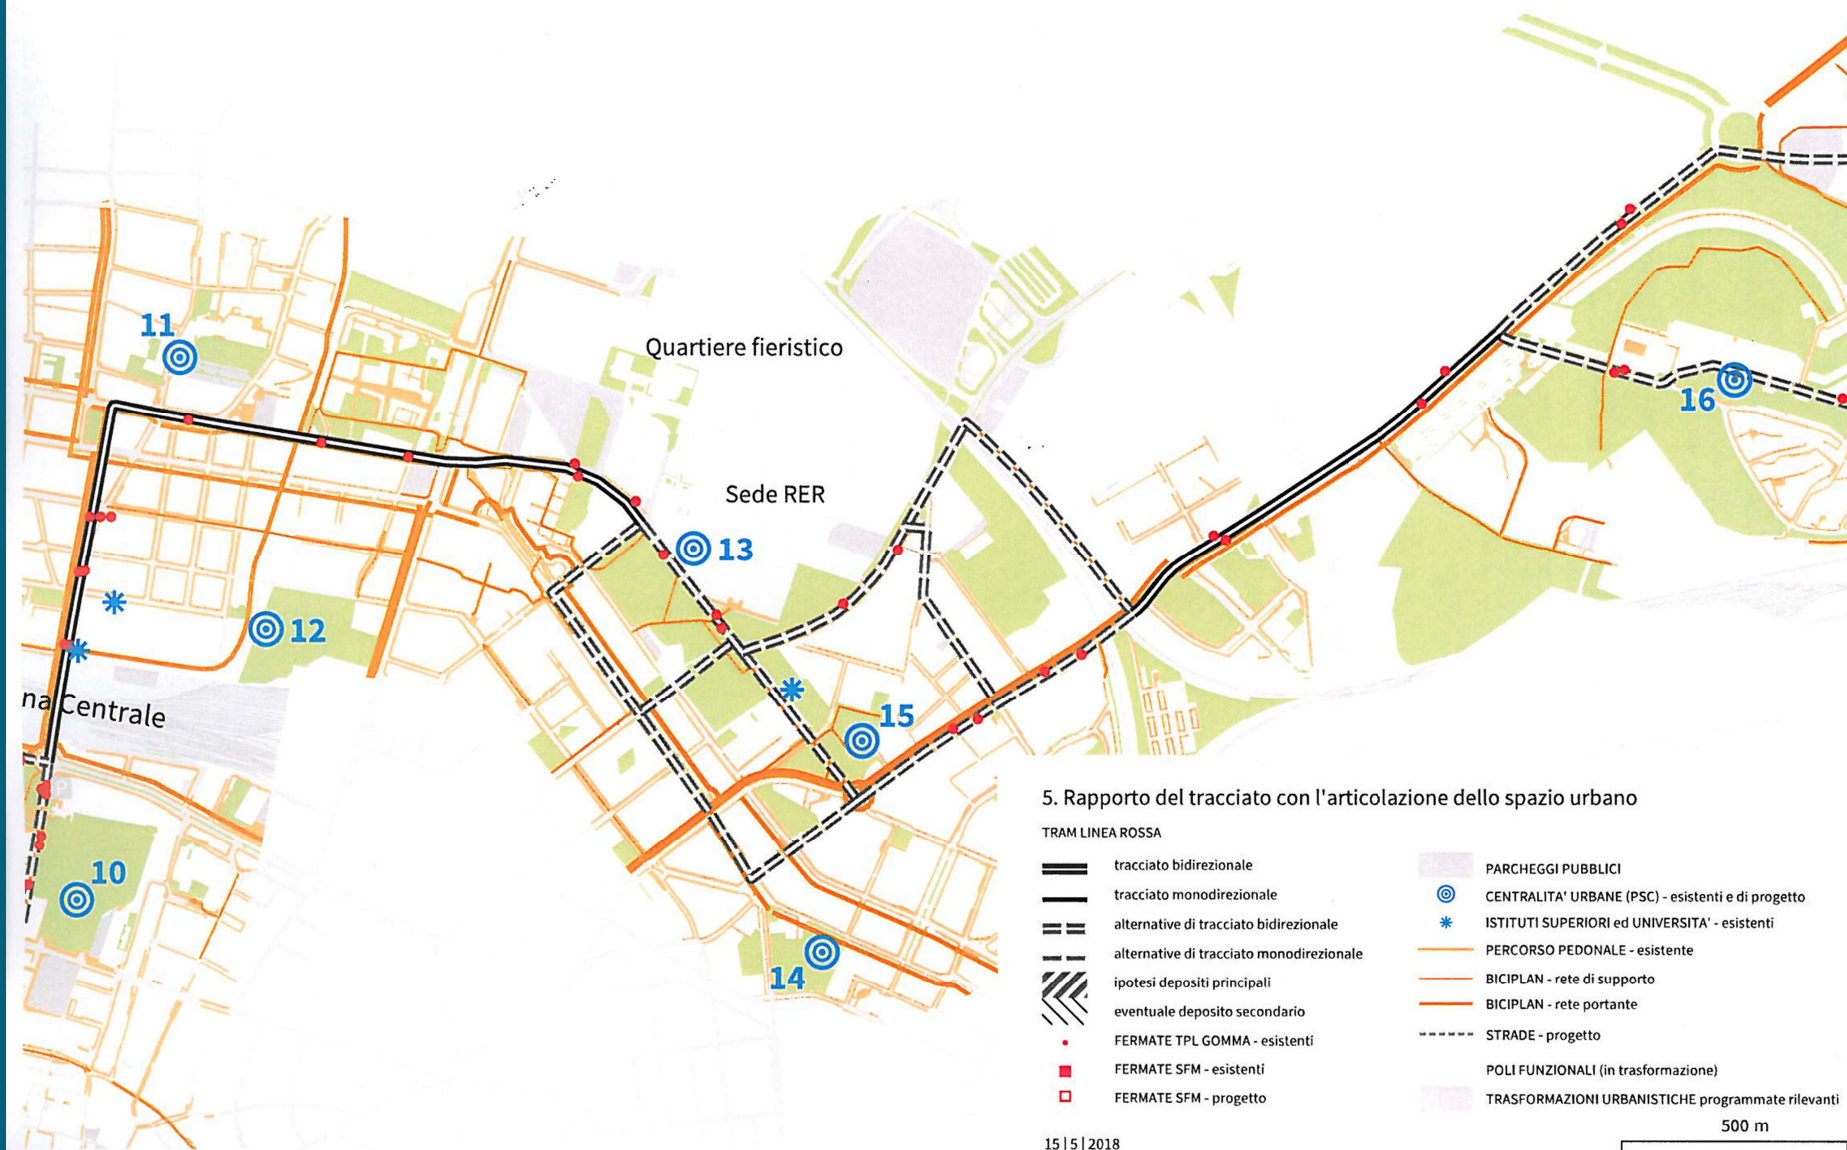 11
Quartiere fieristico
16
Sede RER
13
12
na Centrale
15
P
10
14
5. Rapporto del tracciato con l'articolazione dello spazio urbano
TRAM LINEA ROSSA
tracciato bidirezionale
tracciato monodirezionale
alternative di tracciato bidirezionale
alternative di tracciato monodirezionale
ipotesi depositi principali
eventuale deposito secondario
FERMATE TPL GOMMA - esistenti
FERMATE SFM - esistenti
FERMATE SFM - progetto
PARCHEGGI PUBBLICI
CENTRALITA' URBANE (PSC) - esistenti e di progetto
ISTITUTI SUPERIORI ed UNIVERSITA' - esistenti
PERCORSO PEDONALE - esistente
BICIPLAN - rete di supporto
BICIPLAN - rete portante
STRADE - progetto
POLI FUNZIONALI (in trasformazione)
TRASFORMAZIONI URBANISTICHE programmate rilevanti
500 m
15 | 5 | 2018